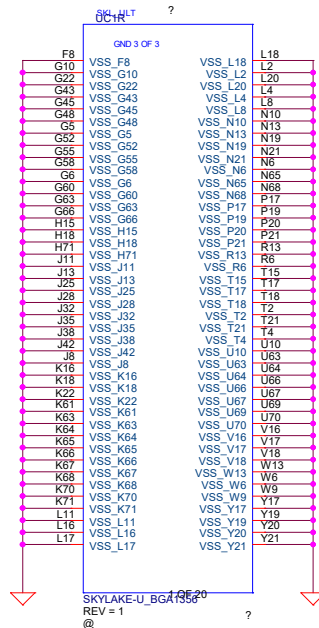 SKL_ULT
?
UC1R
GND 3 OF 3
F8 VSS_F8 VSS_L18 L18
G10 VSS_G10 VSS_L2 L2
G22 VSS_G22 VSS_L20 L20
G43 VSS_G43 VSS_L4 L4
G45 VSS_G45 VSS_L8 L8
G48 VSS_G48 VSS_N10 N10
G5 VSS_G5 VSS_N13 N13
G52 VSS_G52 VSS_N19 N19
G55 VSS_G55 VSS_N21 N21
G58 VSS_G58 VSS_N6 N6
G6 VSS_G6 VSS_N65 N65
G60 VSS_G60 VSS_N68 N68
G63 VSS_G63 VSS_P17 P17
G66 VSS_G66 VSS_P19 P19
H15 VSS_H15 VSS_P20 P20
H18 VSS_H18 VSS_P21 P21
H71 VSS_H71 VSS_R13 R13
J11 VSS_J11 VSS_R6 R6
J13 VSS_J13 VSS_T15 T15
J25 VSS_J25 VSS_T17 T17
J28 VSS_J28 VSS_T18 T18
J32 VSS_J32 VSS_T2 T2
J35 VSS_J35 VSS_T21 T21
J38 VSS_J38 VSS_T4 T4
J42 VSS_J42 VSS_U10 U10
J8 VSS_J8 VSS_U63 U63
K16 VSS_K16 VSS_U64 U64
K18 VSS_K18 VSS_U66 U66
K22 VSS_K22 VSS_U67 U67
K61 VSS_K61 VSS_U69 U69
K63 VSS_K63 VSS_U70 U70
K64 VSS_K64 VSS_V16 V16
K65 VSS_K65 VSS_V17 V17
K66 VSS_K66 VSS_V18 V18
K67 VSS_K67 VSS_W13 W13
K68 VSS_K68 VSS_W6 W6
K70 VSS_K70 VSS_W9 W9
K71 VSS_K71 VSS_Y17 Y17
L11 VSS_L11 VSS_Y19 Y19
L16 VSS_L16 VSS_Y20 Y20
L17 VSS_L17 VSS_Y21 Y21
1 OF 20
SKYLAKE-U_BGA1356
REV = 1
?
@